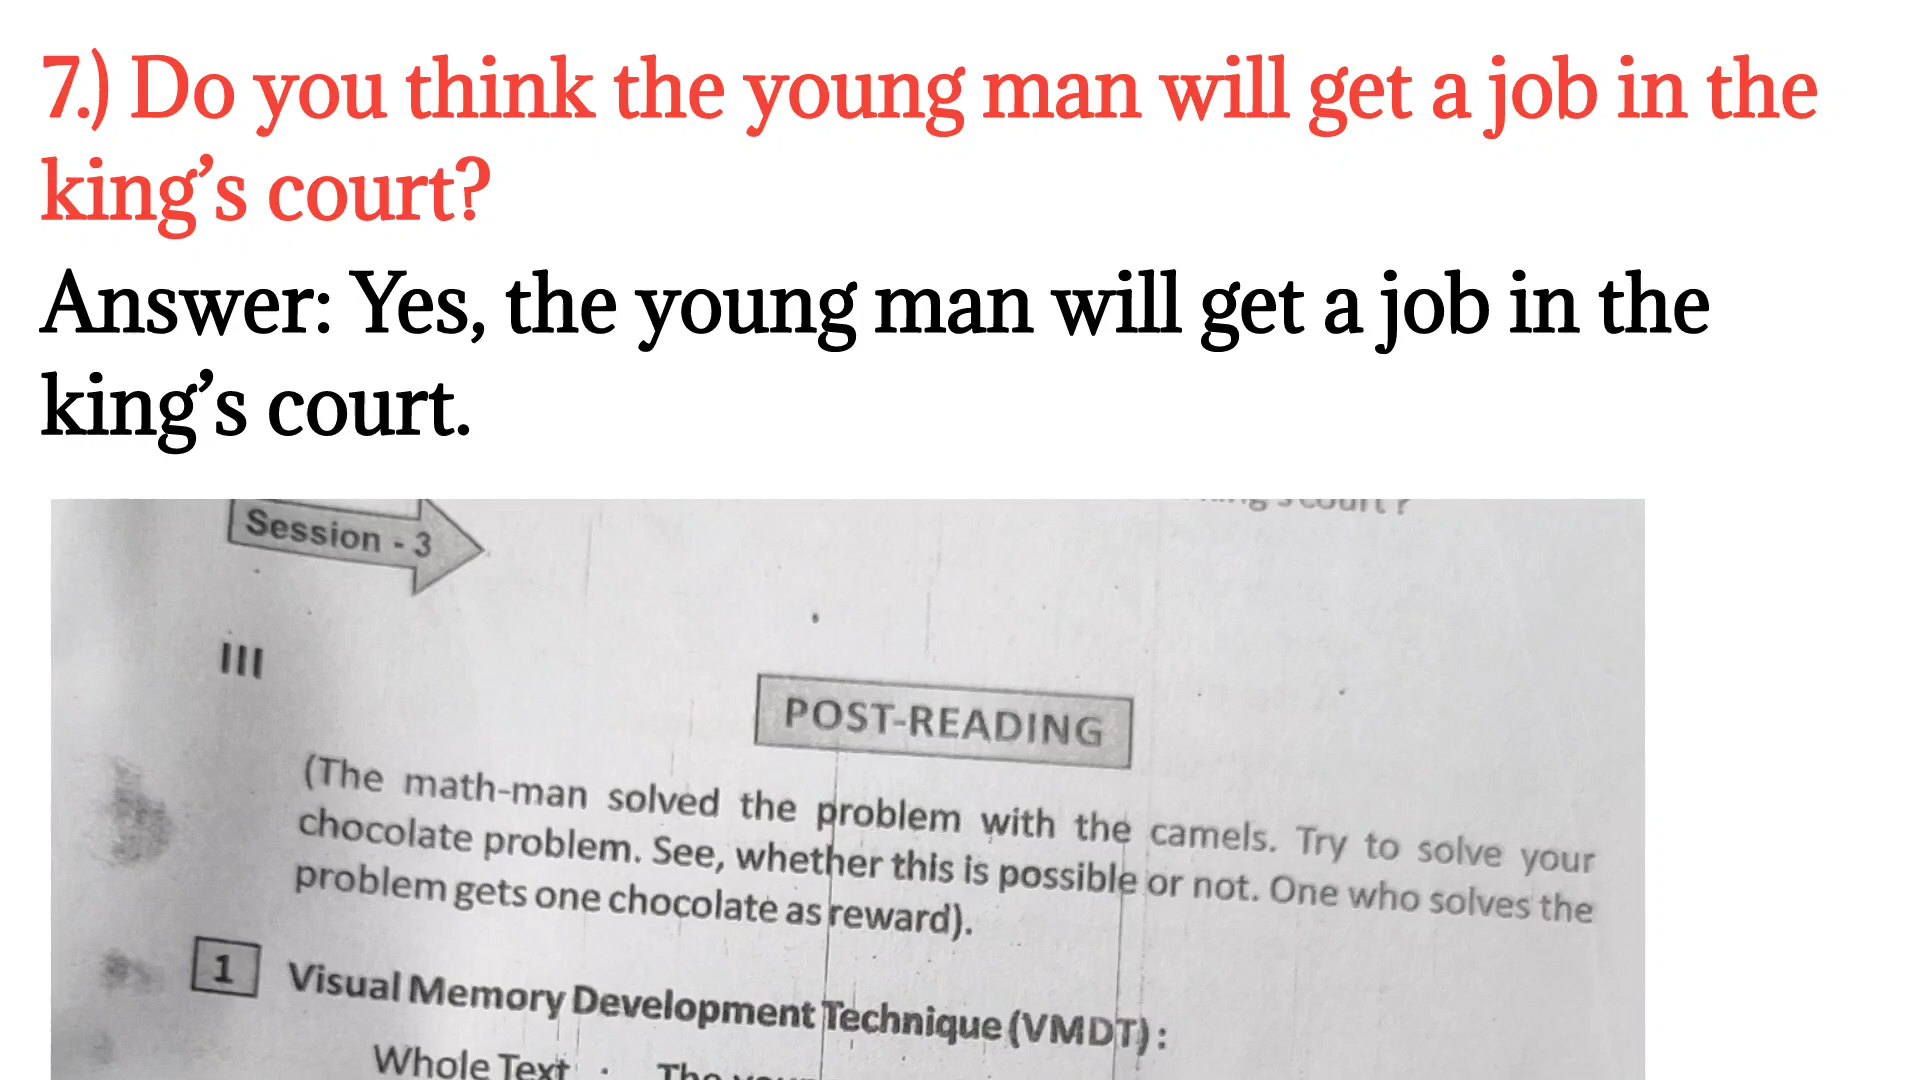 7.) Do you think the young man will get a job in the
king’s court?
Answer: Yes, the young man will get a job in the
king’s court.
court ?
Session - 3
III
POST-READING
(The math-man solved the problem with the camels. Try to solve your
chocolate problem. See, whether this is possible or not. One who solves the
problem gets one chocolate as reward).
1 Visual Memory Development Technique (VMDT) :
Whole Text : The